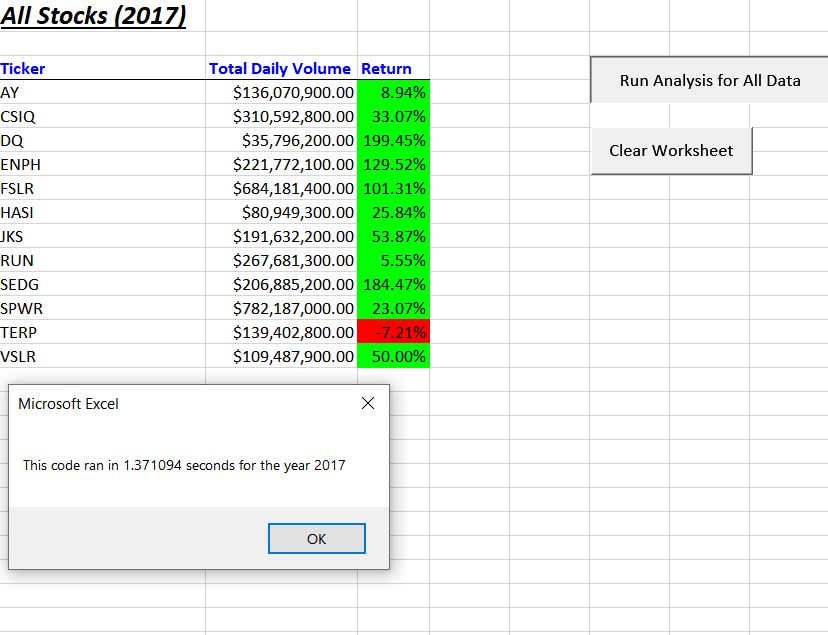 All Stocks (2017)
Ticker Total Daily Volume Return
AY $136,070,900.00 8.94%
CSIQ $310,592,800.00 33.07%
DQ $35,796,200.00 199.45%
ENPH $221,772,100.00 129.52%
FSLR $684,181,400.00 101.31%
HASI $80,949,300.00 25.84%
JKS $191,632,200.00 53.87%
RUN $267,681,300.00 5.55%
SEDG $206,885,200.00 184.47%
SPWR $782,187,000.00 23.07%
TERP $139,402,800.00 -7.21%
VSLR $109,487,900.00 50.00%
Run Analysis for All Data
Clear Worksheet
Microsoft Excel
This code ran in 1.371094 seconds for the year 2017
OK